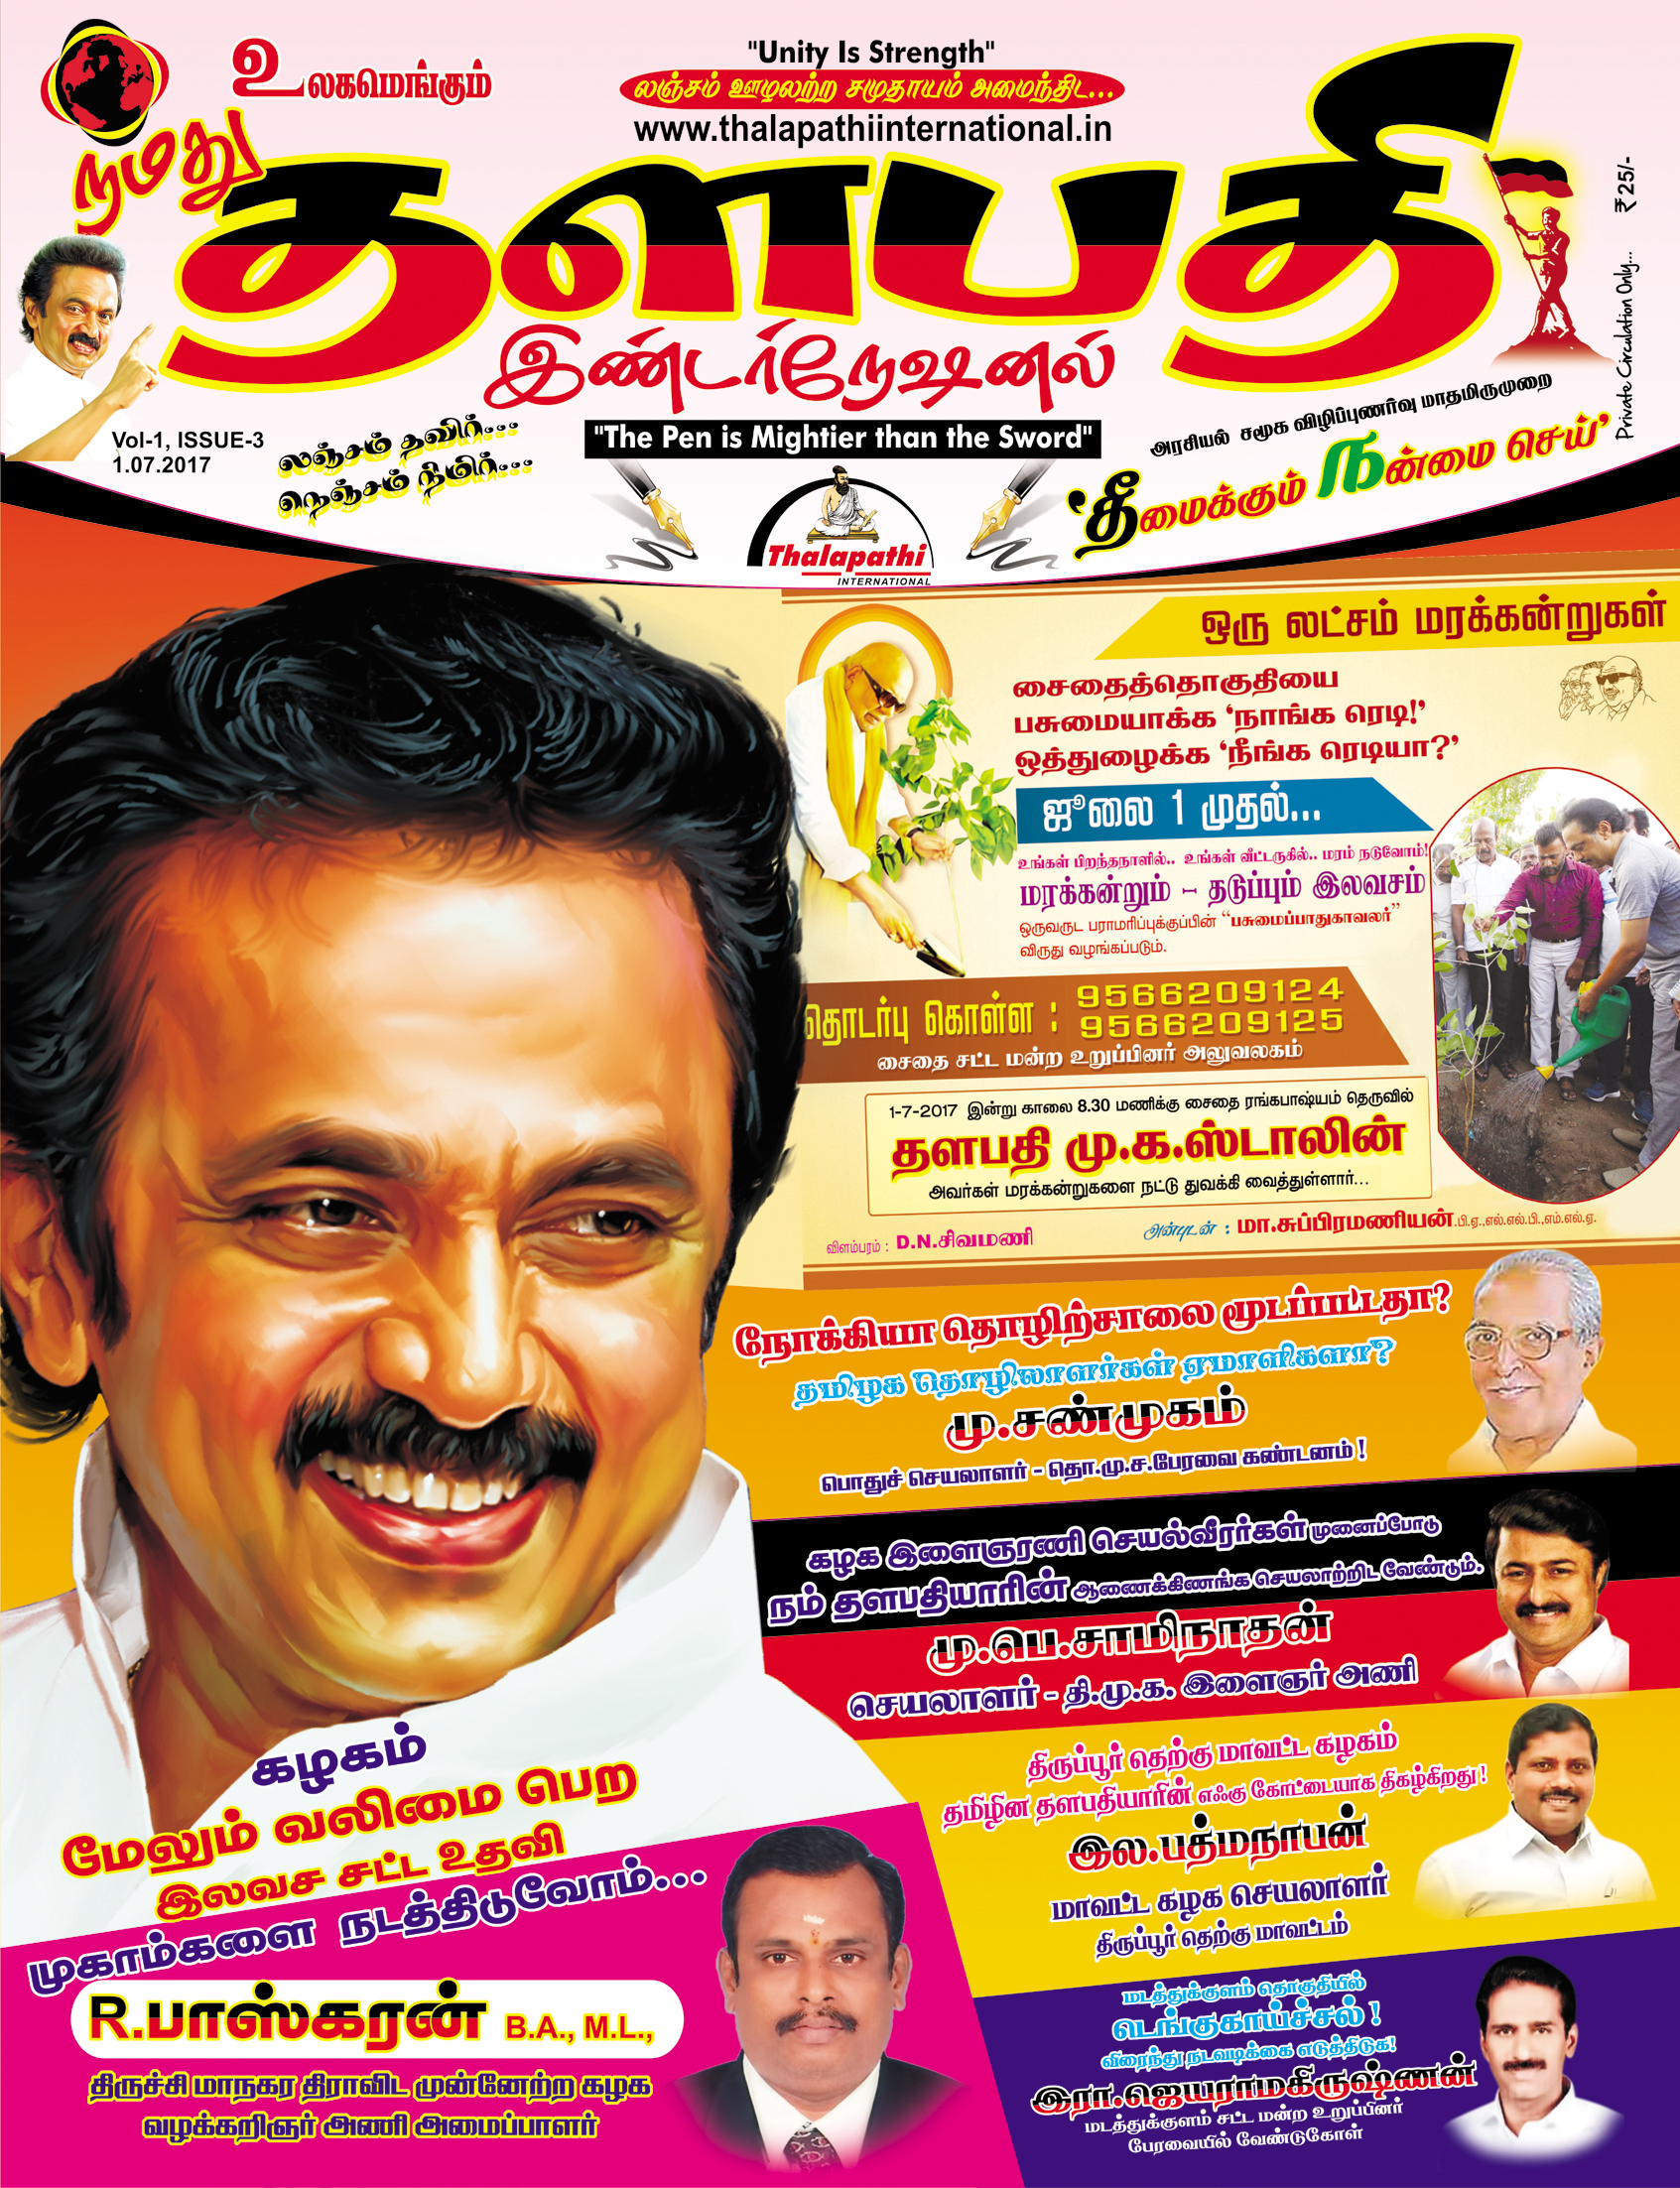 உலகமெங்கும்
"Unity Is Strength"
லஞ்சம் ஊழலற்ற சமுதாயம் அமைந்திட...
www.thalapathiinternational.in
நமது
தளபதி
இண்டர்நேஷனல்
₹ 25/-
Private Circulation Only...
Vol-1, ISSUE-3
1.07.2017
லஞ்சம் தவிர்...
நெஞ்சம் நிமிர்...
"The Pen is Mightier than the Sword"
Thalapathi
INTERNATIONAL
அரசியல் சமூக விழிப்புணர்வு மாதமிருமுறை
'தீமைக்கும் நன்மை செய்'
ஒரு லட்சம் மரக்கன்றுகள்
சைதைத்தொகுதியை
பசுமையாக்க 'நாங்க ரெடி!'
ஒத்துழைக்க 'நீங்க ரெடியா?'
ஜூலை 1 முதல்...
உங்கள் பிறந்தநாளில்.. உங்கள் வீட்டருகில்.. மரம் நடுவோம்!
மரக்கன்றும் - தடுப்பும் இலவசம்
ஒருவருட பராமரிப்புக்குப்பின் "பசுமைப்பாதுகாவலர்"
விருது வழங்கப்படும்.
தொடர்பு கொள்ள : 9566209124
9566209125
சைதை சட்ட மன்ற உறுப்பினர் அலுவலகம்
1-7-2017 இன்று காலை 8.30 மணிக்கு சைதை ரங்கபாஷ்யம் தெருவில்
தளபதி மு.க.ஸ்டாலின்
அவர்கள் மரக்கன்றுகளை நட்டு துவக்கி வைத்துள்ளார்...
விளம்பரம் : D.N.சிவமணி
அன்புடன் : மா.சுப்பிரமணியன்.பி.ஏ.,எல்.எல்.பி.,எம்.எல்.ஏ.
நோக்கியா தொழிற்சாலை மூடப்பட்டதா?
தமிழக தொழிலாளர்கள் ஏமாளிகளா?
மு.சண்முகம்
பொதுச் செயலாளர் - தொ.மு.ச.பேரவை கண்டனம் !
கழக இளைஞரணி செயல்வீரர்கள் முனைப்போடு
நம் தளபதியாரின் ஆணைக்கிணங்க செயலாற்றிட வேண்டும்.
மு.பெ.சாமிநாதன்
செயலாளர் - தி.மு.க. இளைஞர் அணி
திருப்பூர் தெற்கு மாவட்ட கழகம்
தமிழின தளபதியாரின் எஃகு கோட்டையாக திகழ்கிறது !
இல.பத்மநாபன்
மாவட்ட கழக செயலாளர்
திருப்பூர் தெற்கு மாவட்டம்
மடத்துக்குளம் தொகுதியில்
டெங்குகாய்ச்சல் !
விரைந்து நடவடிக்கை எடுத்திடுக!
இரா.ஜெயராமகிருஷ்ணன்
மடத்துக்குளம் சட்ட மன்ற உறுப்பினர்
பேரவையில் வேண்டுகோள்
கழகம்
மேலும் வலிமை பெற
இலவச சட்ட உதவி
முகாம்களை நடத்திடுவோம்...
R.பாஸ்கரன் B.A., M.L.,
திருச்சி மாநகர திராவிட முன்னேற்ற கழக
வழக்கறிஞர் அணி அமைப்பாளர்